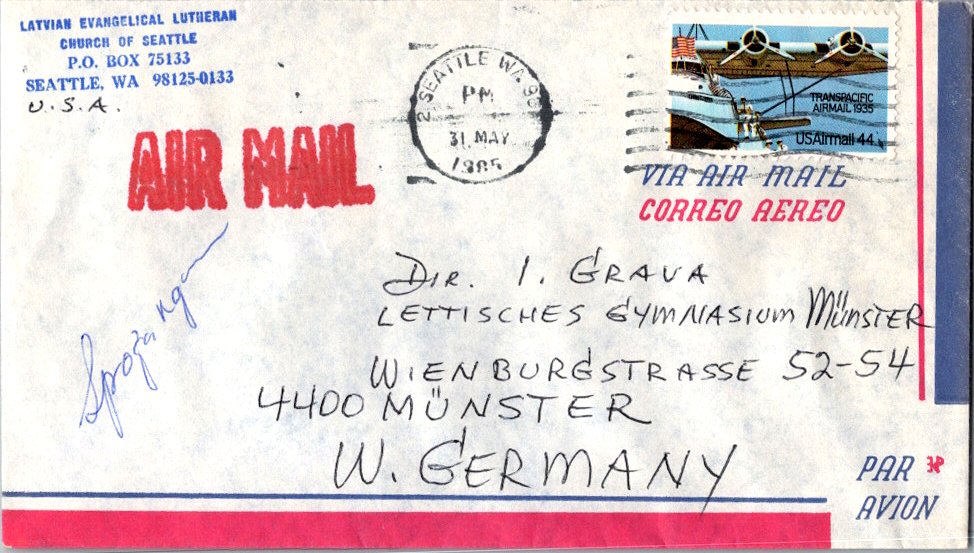 LATVIAN EVANGELICAL LUTHERAN
CHURCH OF SEATTLE
P.O. BOX 75133
SEATTLE, WA 98125-0133
U.S.A.
AIR MAIL
SEATTLE WA 98
PM
31 MAY
1985
TRANSPACIFIC
AIRMAIL 1935
USAirmail 44
VIA AIR MAIL
CORREO AEREO
DIR. I. GRAVA
LETTISCHES GYMNASIUM MÜNSTER
WIENBURGSTRASSE 52-54
4400 MÜNSTER
W. GERMANY
PAR
AVION